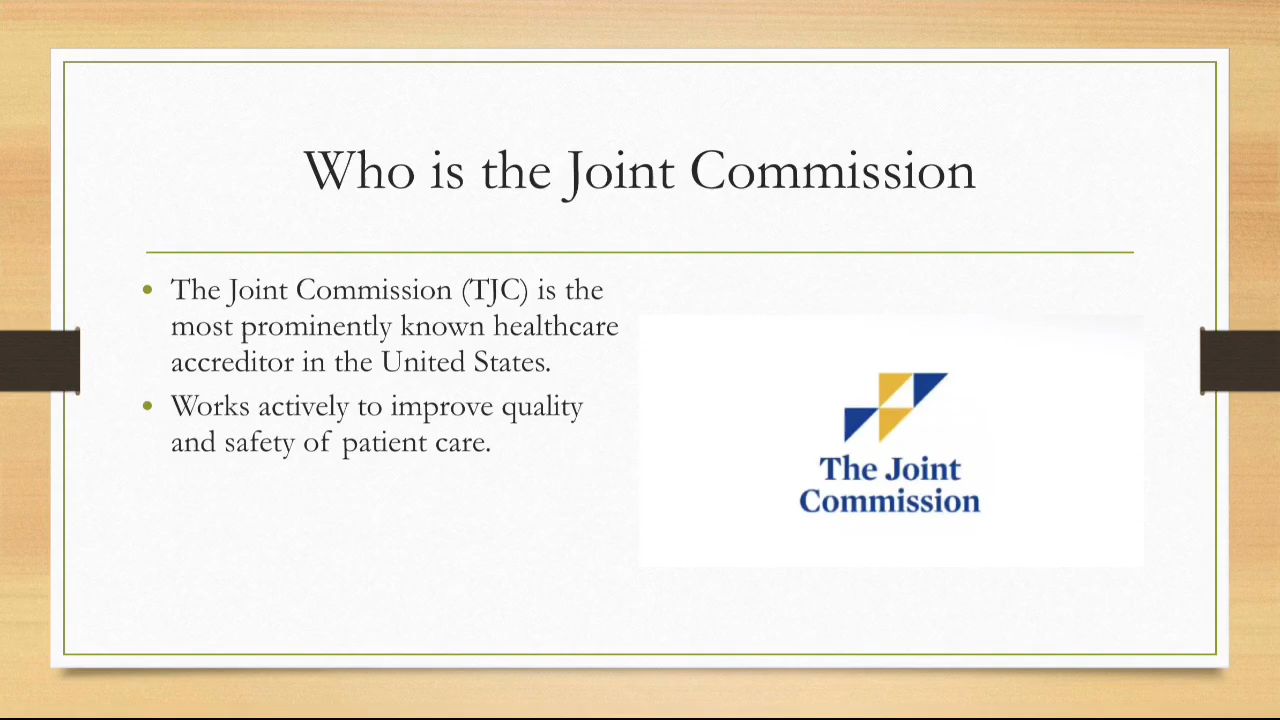 Who is the Joint Commission
• The Joint Commission (TJC) is the
most prominently known healthcare
accreditor in the United States.
• Works actively to improve quality
and safety of patient care.
The Joint
Commission